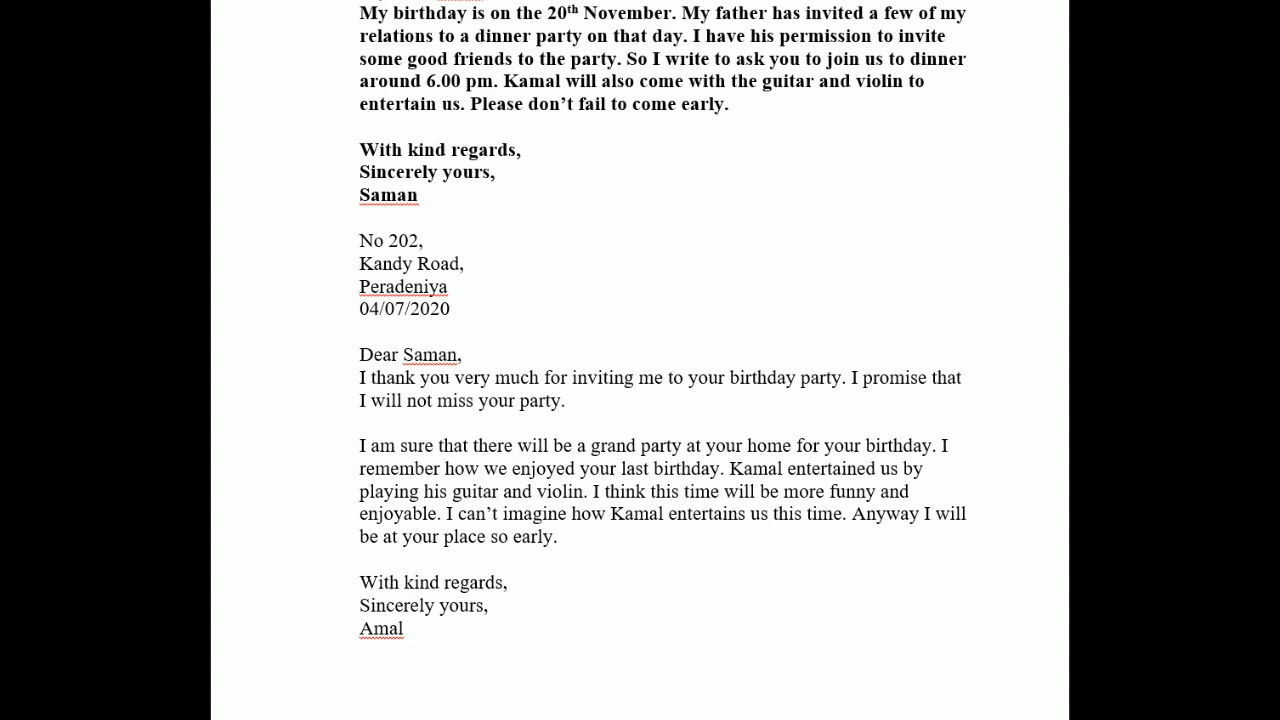 My birthday is on the 20th November. My father has invited a few of my
relations to a dinner party on that day. I have his permission to invite
some good friends to the party. So I write to ask you to join us to dinner
around 6.00 pm. Kamal will also come with the guitar and violin to
entertain us. Please don’t fail to come early.
With kind regards,
Sincerely yours,
Saman
No 202,
Kandy Road,
Peradeniya
04/07/2020
Dear Saman,
I thank you very much for inviting me to your birthday party. I promise that
I will not miss your party.
I am sure that there will be a grand party at your home for your birthday. I
remember how we enjoyed your last birthday. Kamal entertained us by
playing his guitar and violin. I think this time will be more funny and
enjoyable. I can’t imagine how Kamal entertains us this time. Anyway I will
be at your place so early.
With kind regards,
Sincerely yours,
Amal